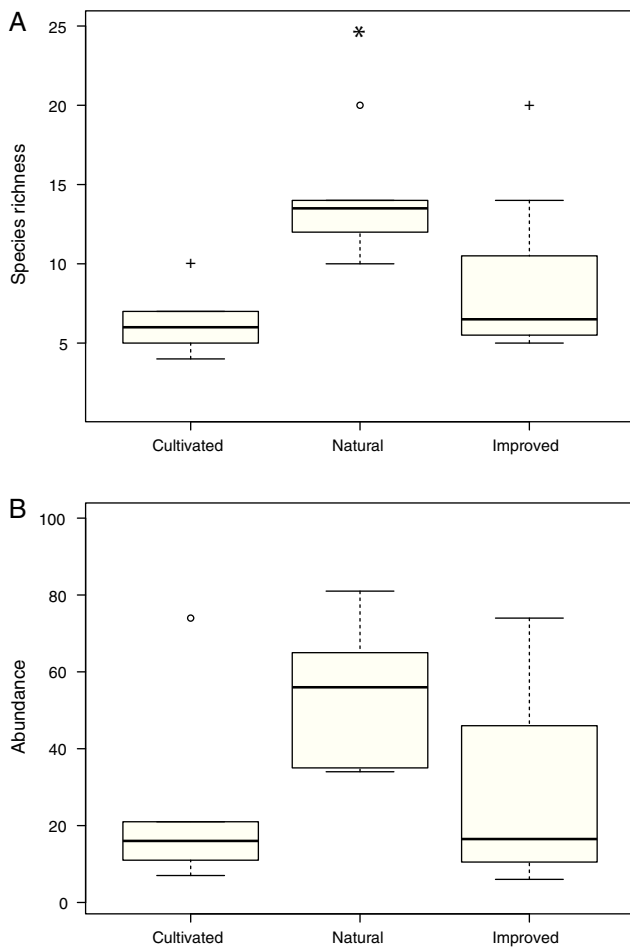 A
Species richness
25
*
20
15
10
5
+
+
Cultivated Natural Improved
B
Abundance
100
80
60
40
20
0
Cultivated Natural Improved